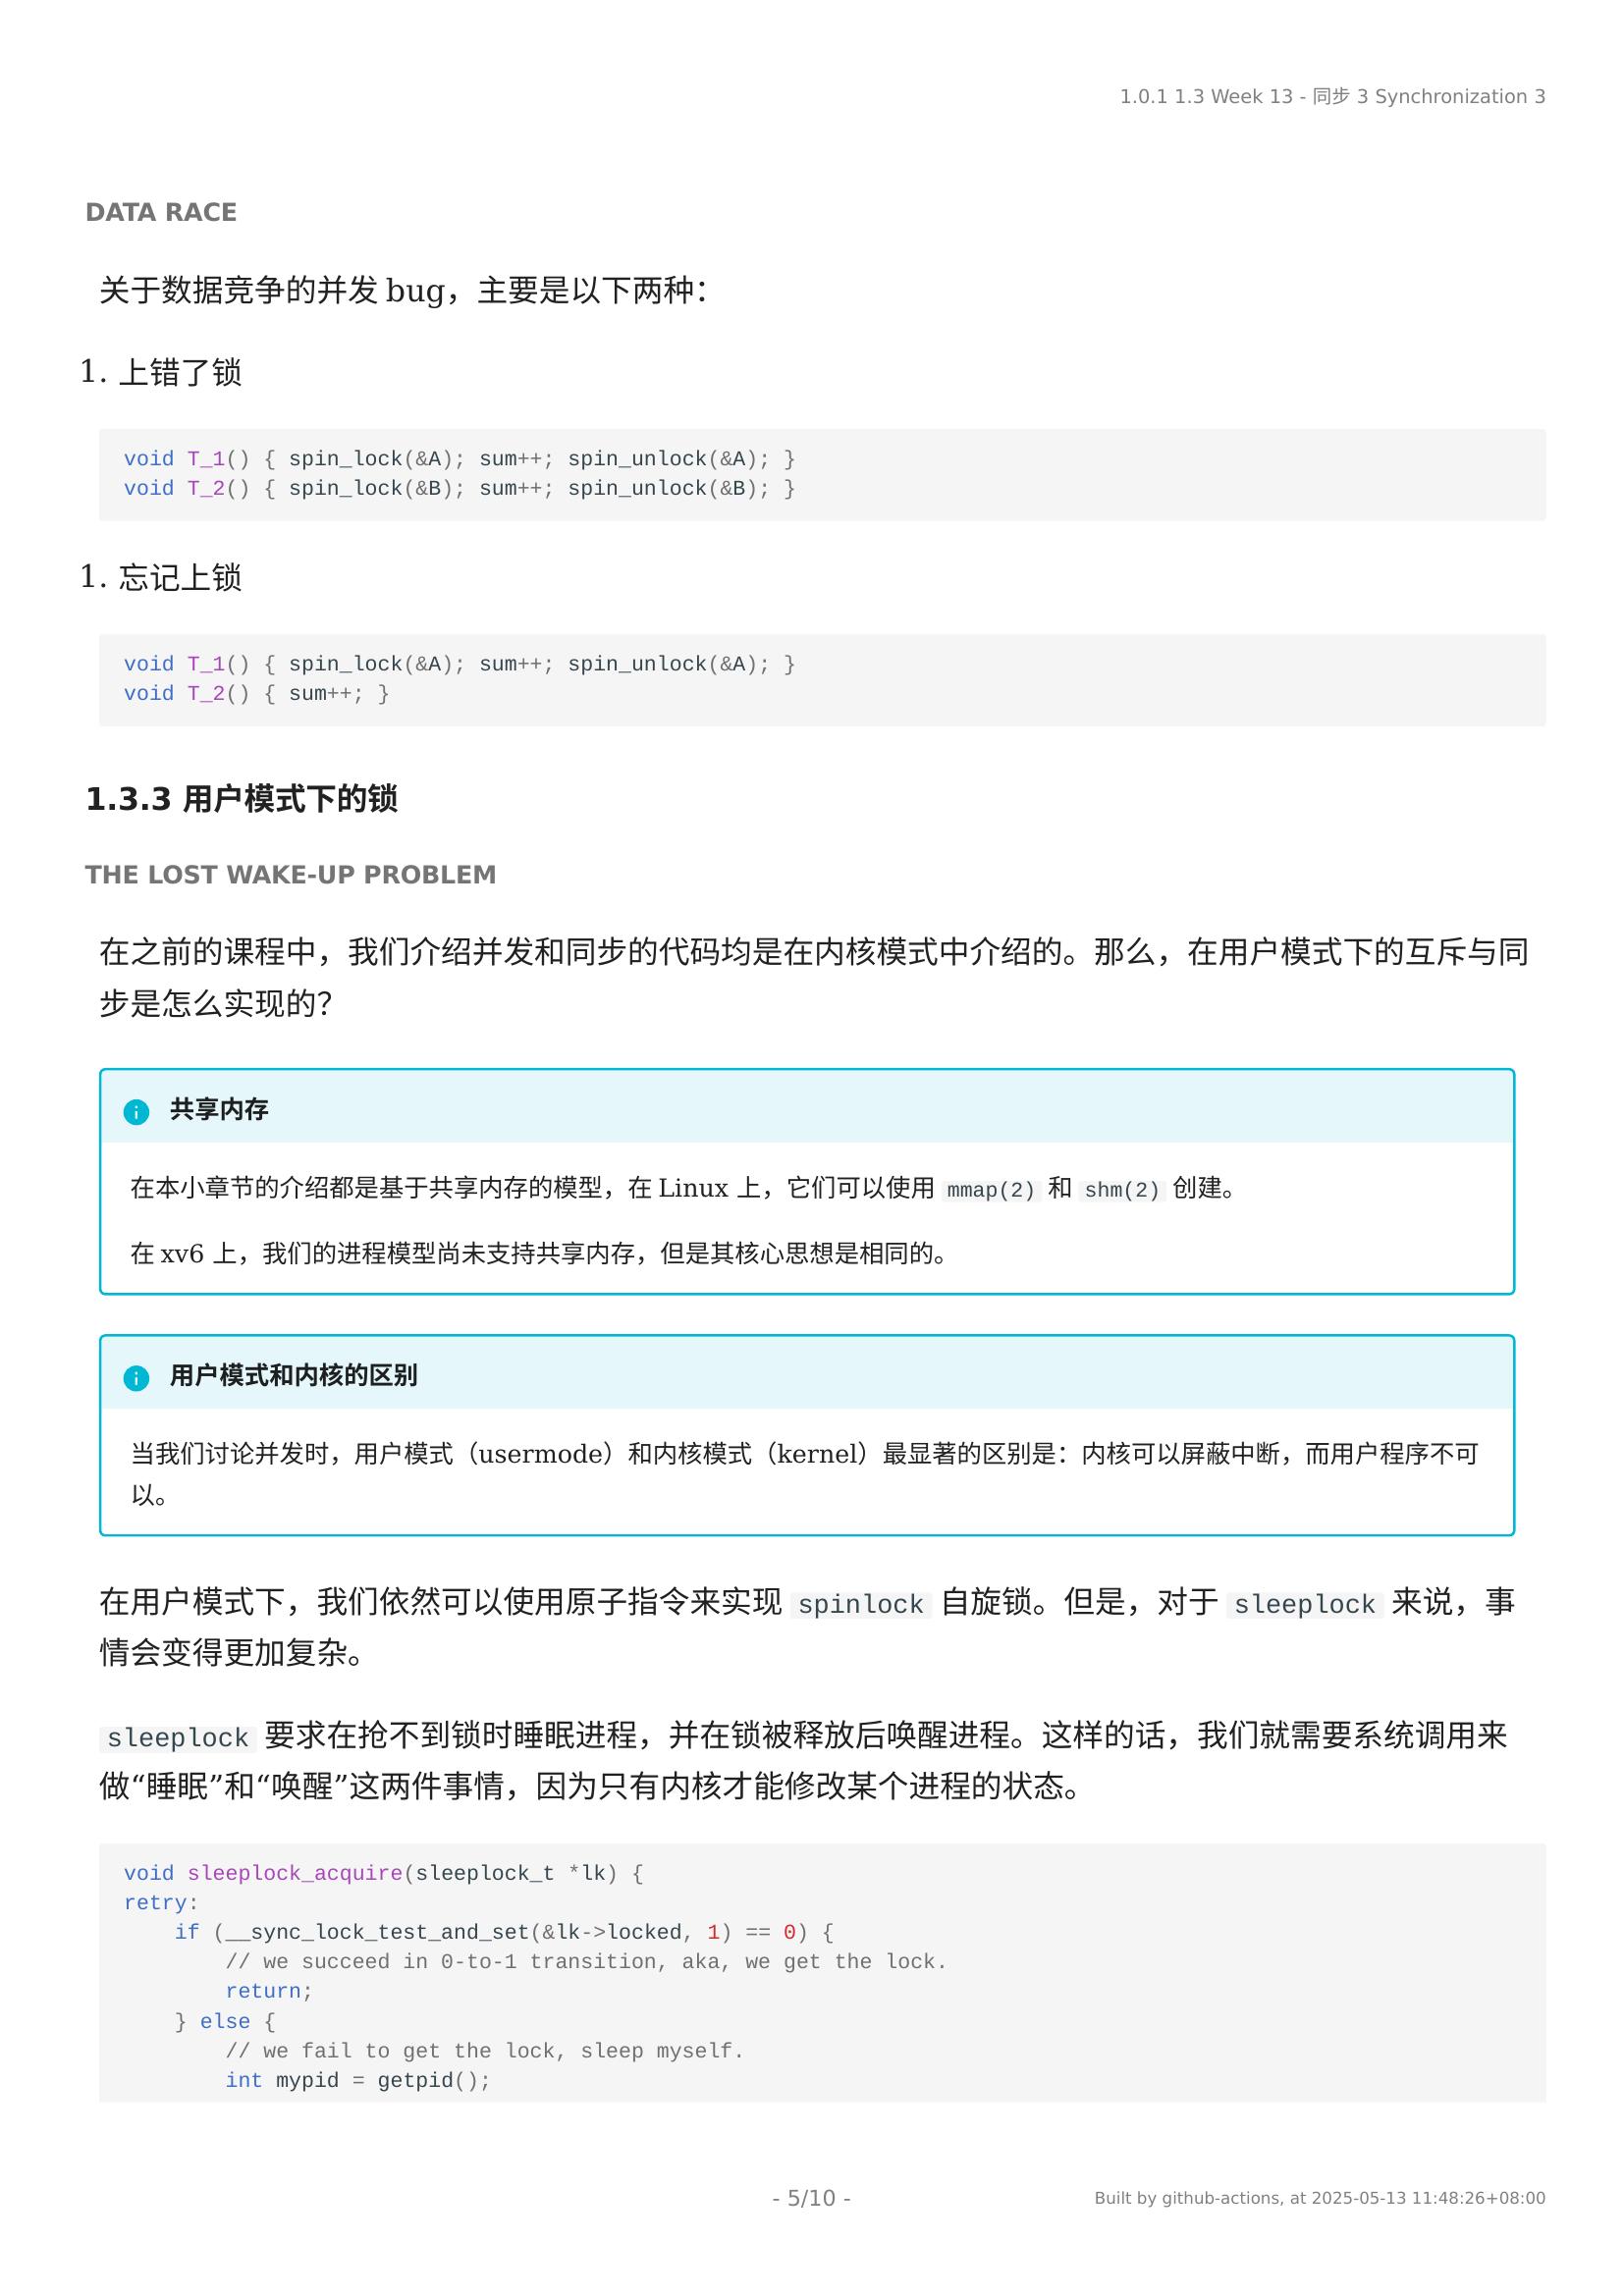 1.0.1 1.3 Week 13 - 同步 3 Synchronization 3
DATA RACE
关于数据竞争的并发 bug，主要是以下两种：
1. 上错了锁
void T_1() { spin_lock(&A); sum++; spin_unlock(&A); }
void T_2() { spin_lock(&B); sum++; spin_unlock(&B); }
1. 忘记上锁
void T_1() { spin_lock(&A); sum++; spin_unlock(&A); }
void T_2() { sum++; }
1.3.3 用户模式下的锁
THE LOST WAKE-UP PROBLEM
在之前的课程中，我们介绍并发和同步的代码均是在内核模式中介绍的。那么，在用户模式下的互斥与同
步是怎么实现的？
共享内存
在本小章节的介绍都是基于共享内存的模型，在 Linux 上，它们可以使用 mmap(2) 和 shm(2) 创建。
在 xv6 上，我们的进程模型尚未支持共享内存，但是其核心思想是相同的。
用户模式和内核的区别
当我们讨论并发时，用户模式（usermode）和内核模式（kernel）最显著的区别是：内核可以屏蔽中断，而用户程序不可
以。
在用户模式下，我们依然可以使用原子指令来实现 spinlock 自旋锁。但是，对于 sleeplock 来说，事
情会变得更加复杂。
sleeplock 要求在抢不到锁时睡眠进程，并在锁被释放后唤醒进程。这样的话，我们就需要系统调用来
做“睡眠”和“唤醒”这两件事情，因为只有内核才能修改某个进程的状态。
void sleeplock_acquire(sleeplock_t *lk) {
retry:
    if (__sync_lock_test_and_set(&lk->locked, 1) == 0) {
        // we succeed in 0-to-1 transition, aka, we get the lock.
        return;
    } else {
        // we fail to get the lock, sleep myself.
        int mypid = getpid();
- 5/10 -
Built by github-actions, at 2025-05-13 11:48:26+08:00